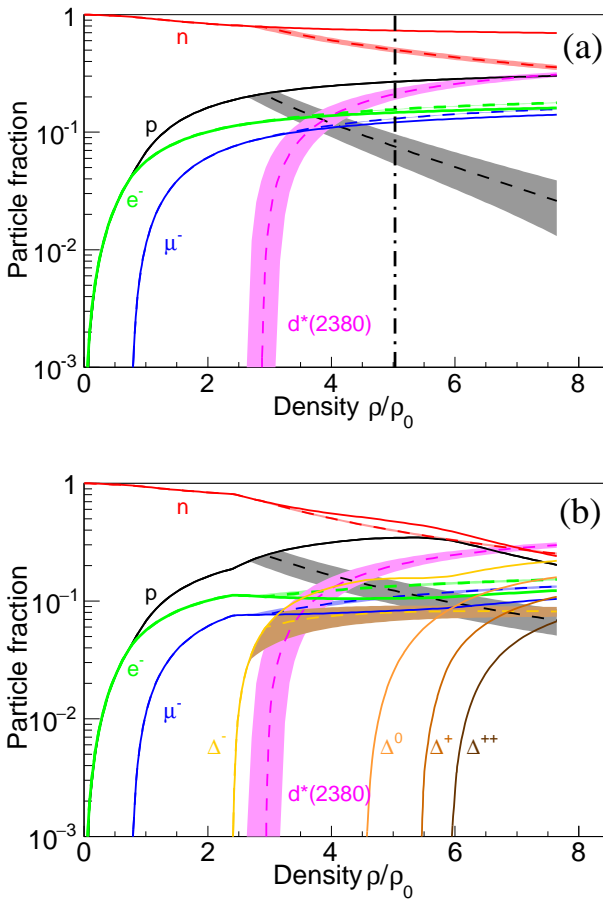 1
(a)
n
p
10⁻¹
e⁻
μ⁻
Particle fraction
10⁻²
d*(2380)
10⁻³
0 2 4 6 8
Density ρ/ρ₀
1
(b)
n
p
10⁻¹
e⁻
μ⁻
Particle fraction
10⁻²
Δ⁻ Δ⁰ Δ⁺ Δ⁺⁺
d*(2380)
10⁻³
0 2 4 6 8
Density ρ/ρ₀